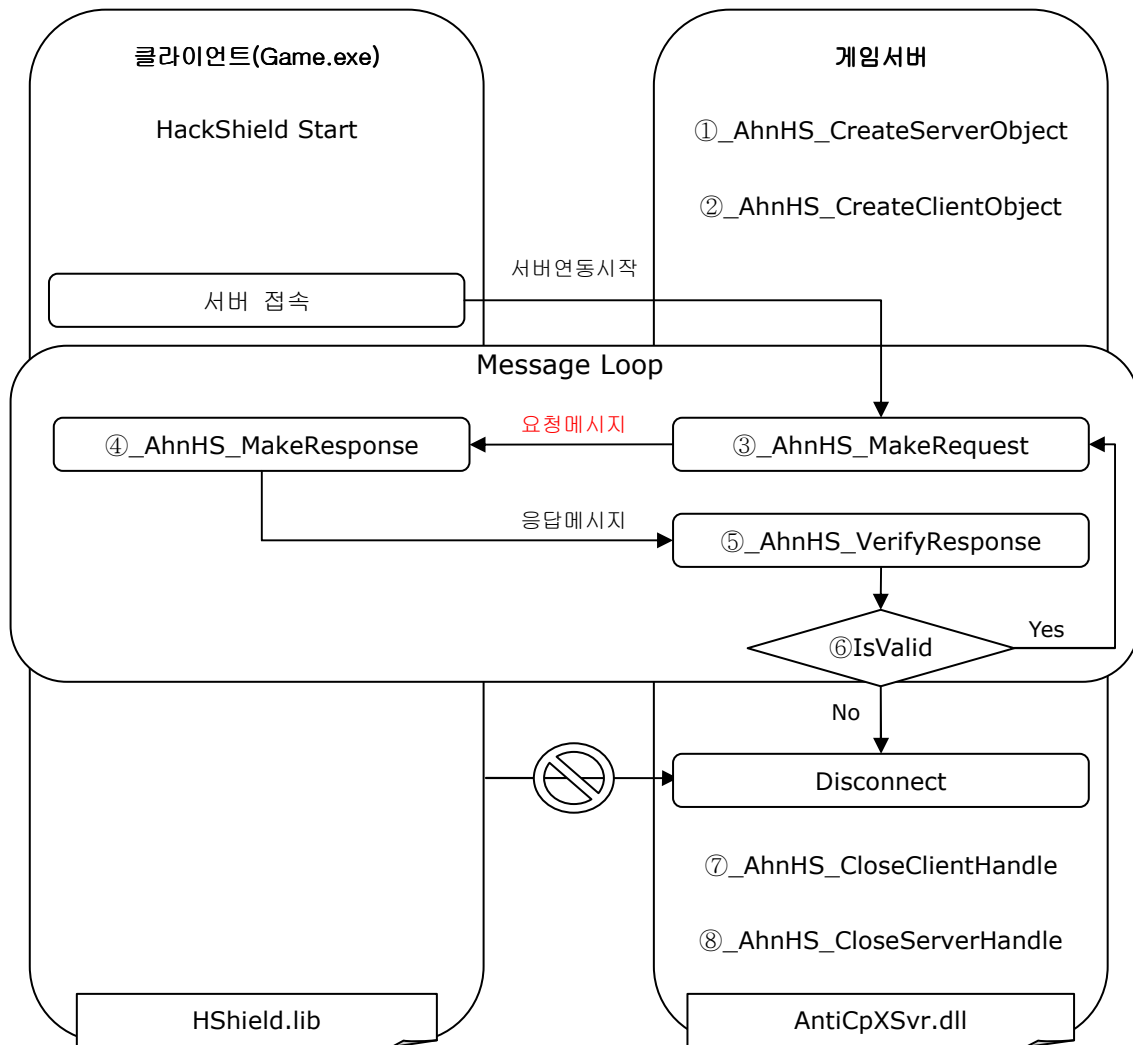 클라이언트(Game.exe)
게임서버
HackShield Start
①_AhnHS_CreateServerObject
②_AhnHS_CreateClientObject
서버연동시작
서버 접속
Message Loop
④_AhnHS_MakeResponse
요청메시지
③_AhnHS_MakeRequest
응답메시지
⑤_AhnHS_VerifyResponse
⑥IsValid
Yes
No
Disconnect
⑦_AhnHS_CloseClientHandle
⑧_AhnHS_CloseServerHandle
HShield.lib
AntiCpXSvr.dll